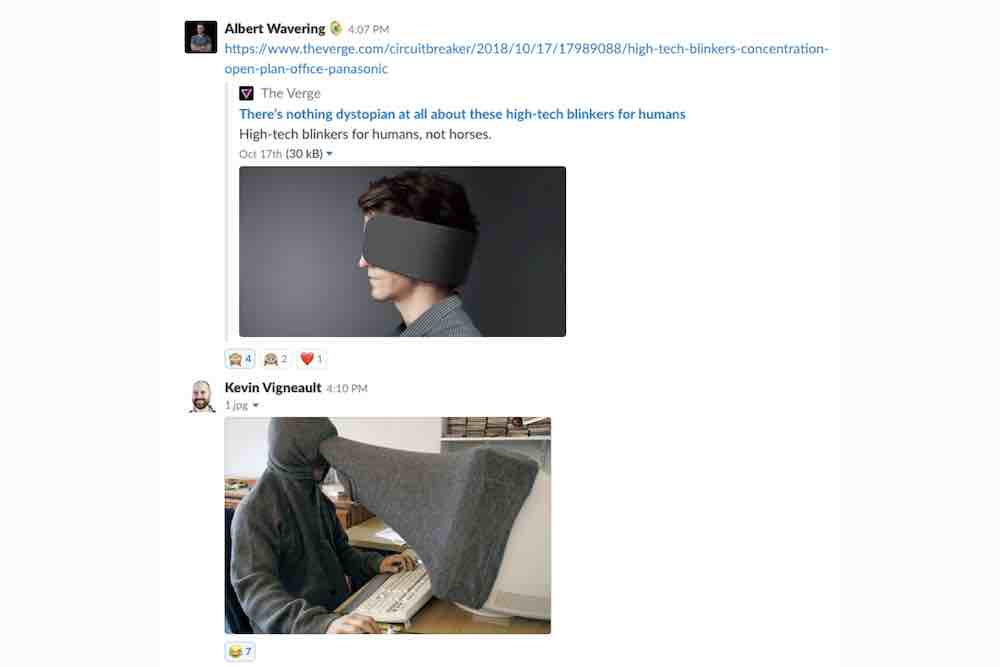 Albert Wavering 4:07 PM
https://www.theverge.com/circuitbreaker/2018/10/17/17989088/high-tech-blinkers-concentration-
open-plan-office-panasonic
The Verge
There's nothing dystopian at all about these high-tech blinkers for humans
High-tech blinkers for humans, not horses.
Oct 17th (30 kB)
4 2 1
Kevin Vigneault 4:10 PM
1.jpg
7